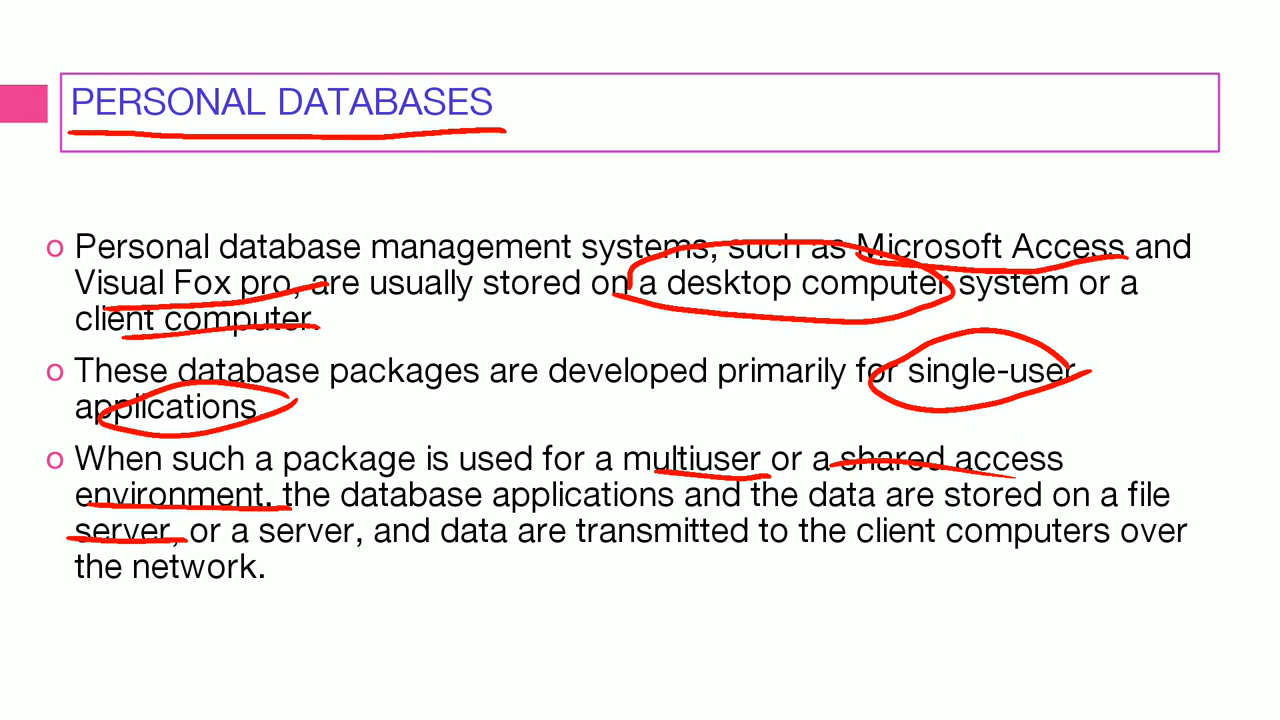 PERSONAL DATABASES
o Personal database management systems, such as Microsoft Access and
Visual Fox pro, are usually stored on a desktop computer system or a
client computer.
o These database packages are developed primarily for single-user
applications.
o When such a package is used for a multiuser or a shared access
environment, the database applications and the data are stored on a file
server, or a server, and data are transmitted to the client computers over
the network.